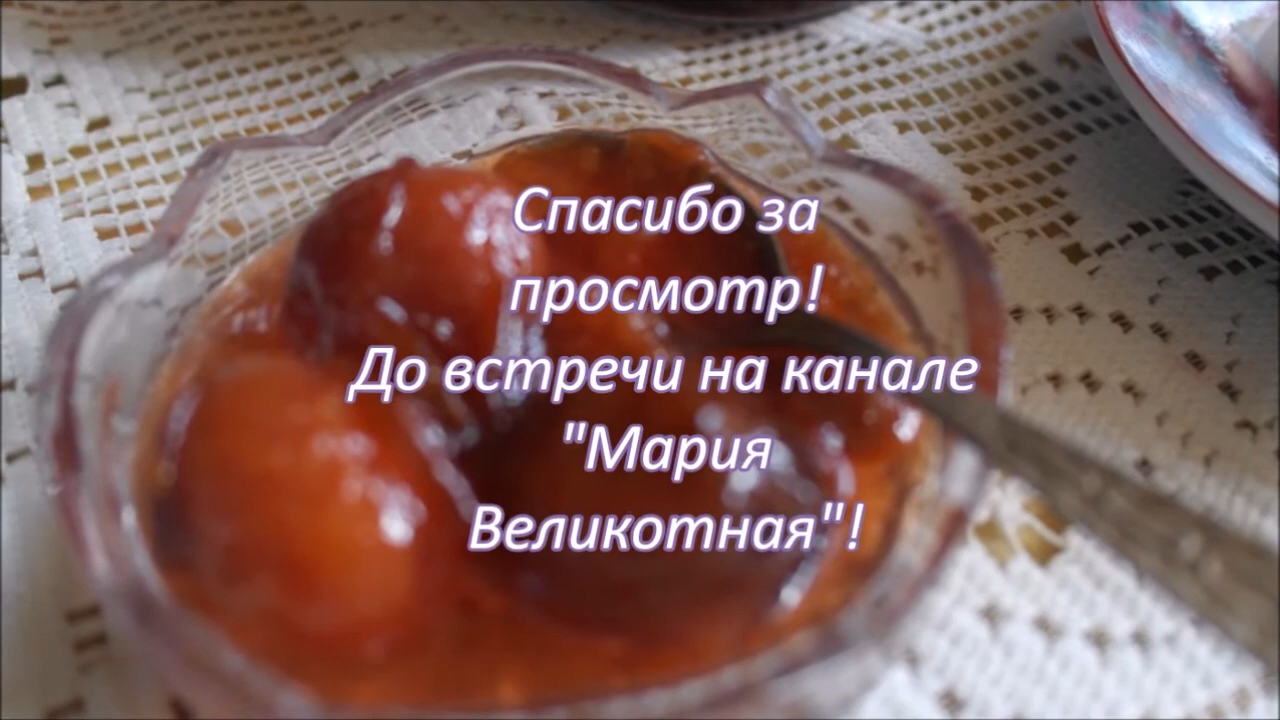 Спасибо за
просмотр!
До встречи на канале
"Мария
Великотная"!